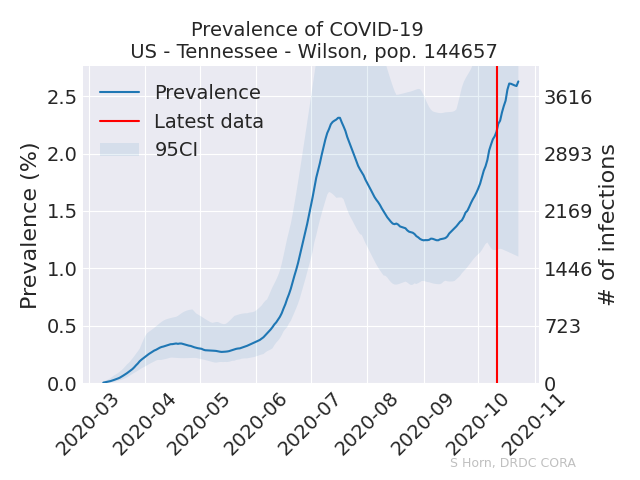 Prevalence of COVID-19
US - Tennessee - Wilson, pop. 144657
Prevalence
Latest data
95CI
Prevalence (%)
2.5
2.0
1.5
1.0
0.5
0.0
3616
2893
2169
1446
723
0
# of infections
2020-03
2020-04
2020-05
2020-06
2020-07
2020-08
2020-09
2020-10
2020-11
S Horn, DRDC CORA